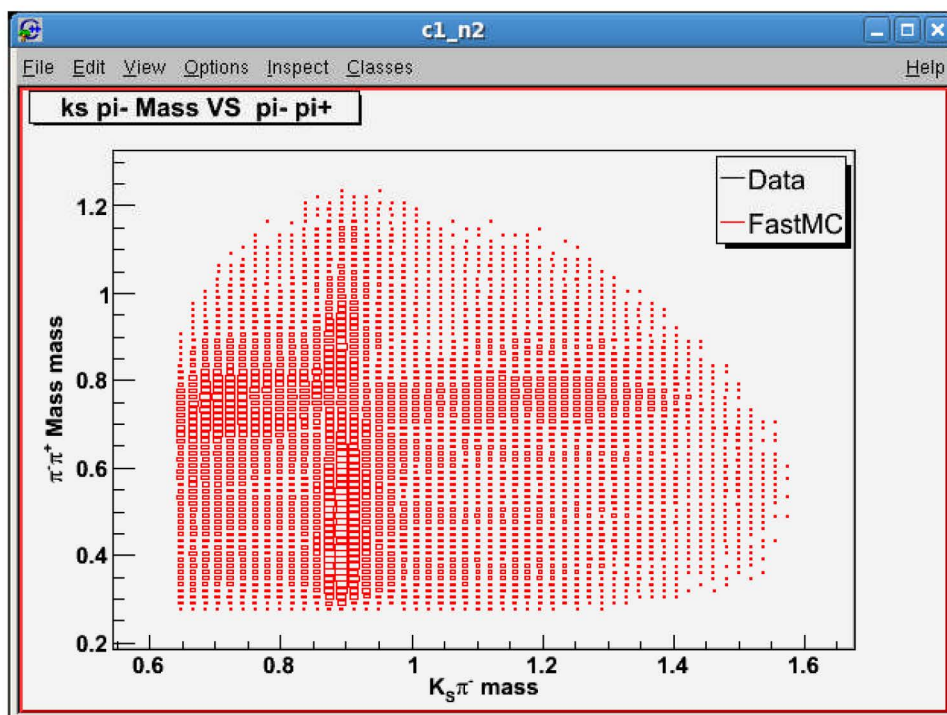 c1_n2
File Edit View Options Inspect Classes Help
ks pi- Mass VS pi- pi+
Data
FastMC
1.2
1
0.8
0.6
0.4
0.2
π⁻π⁺ Mass mass
0.6 0.8 1 1.2 1.4 1.6
K_Sπ⁻ mass